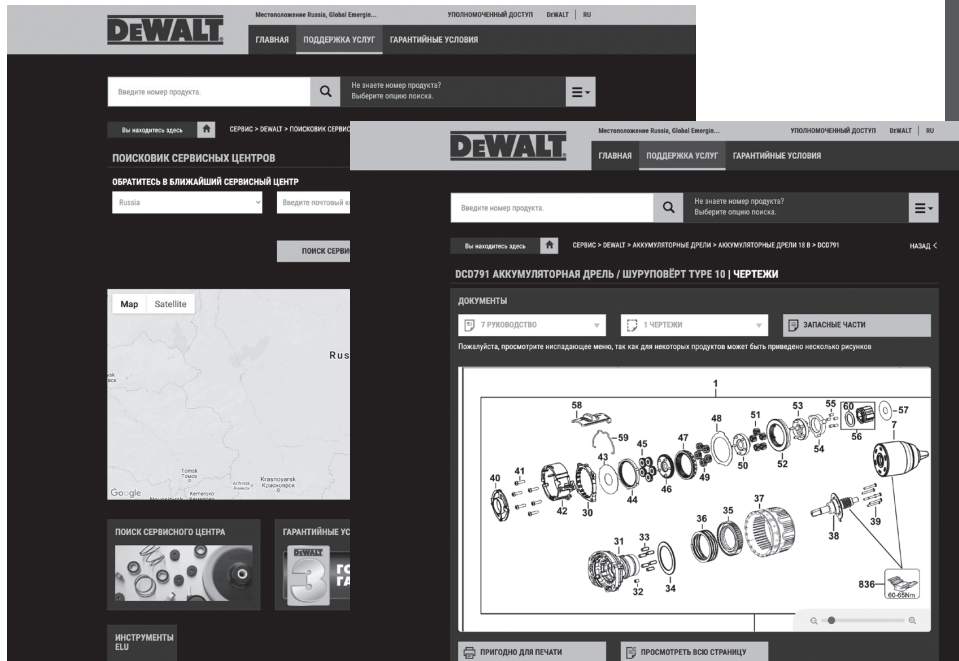 DEWALT
Местоположение Russia, Global Emergin...
УПОЛНОМОЧЕННЫЙ ДОСТУП DeWALT RU
ГЛАВНАЯ ПОДДЕРЖКА УСЛУГ ГАРАНТИЙНЫЕ УСЛОВИЯ
Введите номер продукта.
Не знаете номер продукта?
Выберите опцию поиска.
Вы находитесь здесь СЕРВИС > DEWALT > ПОИСКОВИК СЕРВИС
ПОИСКОВИК СЕРВИСНЫХ ЦЕНТРОВ
ОБРАТИТЕСЬ В БЛИЖАЙШИЙ СЕРВИСНЫЙ ЦЕНТР
Russia
Введите почтовый
ПОИСК СЕРВИ
Map Satellite
Rus
Tomsk
Томск
Achinsk
Krasnoyarsk
Красноярск
Google
Kemerovo
ПОИСК СЕРВИСНОГО ЦЕНТРА
ГАРАНТИЙНЫЕ УС
DEWALT
3
ГО
ГА
ИНСТРУМЕНТЫ
ELU
DEWALT
Местоположение Russia, Global Emergin...
УПОЛНОМОЧЕННЫЙ ДОСТУП DeWALT RU
ГЛАВНАЯ ПОДДЕРЖКА УСЛУГ ГАРАНТИЙНЫЕ УСЛОВИЯ
Введите номер продукта.
Не знаете номер продукта?
Выберите опцию поиска.
Вы находитесь здесь СЕРВИС > DEWALT > АККУМУЛЯТОРНЫЕ ДРЕЛИ > АККУМУЛЯТОРНЫЕ ДРЕЛИ 18 В > DCD791 НАЗАД <
DCD791 АККУМУЛЯТОРНАЯ ДРЕЛЬ / ШУРУПОВЁРТ TYPE 10 | ЧЕРТЕЖИ
ДОКУМЕНТЫ
7 РУКОВОДСТВО
1 ЧЕРТЕЖИ
ЗАПАСНЫЕ ЧАСТИ
Пожалуйста, просмотрите ниспадающее меню, так как для некоторых продуктов может быть приведено несколько рисунков
1
58
59
48
51
53
55
60
57
7
56
54
52
50
47
45
43
49
46
44
41
40
42
30
37
35
36
33
31
34
32
39
38
836
60-65Nm
ПРИГОДНО ДЛЯ ПЕЧАТИ
ПРОСМОТРЕТЬ ВСЮ СТРАНИЦУ